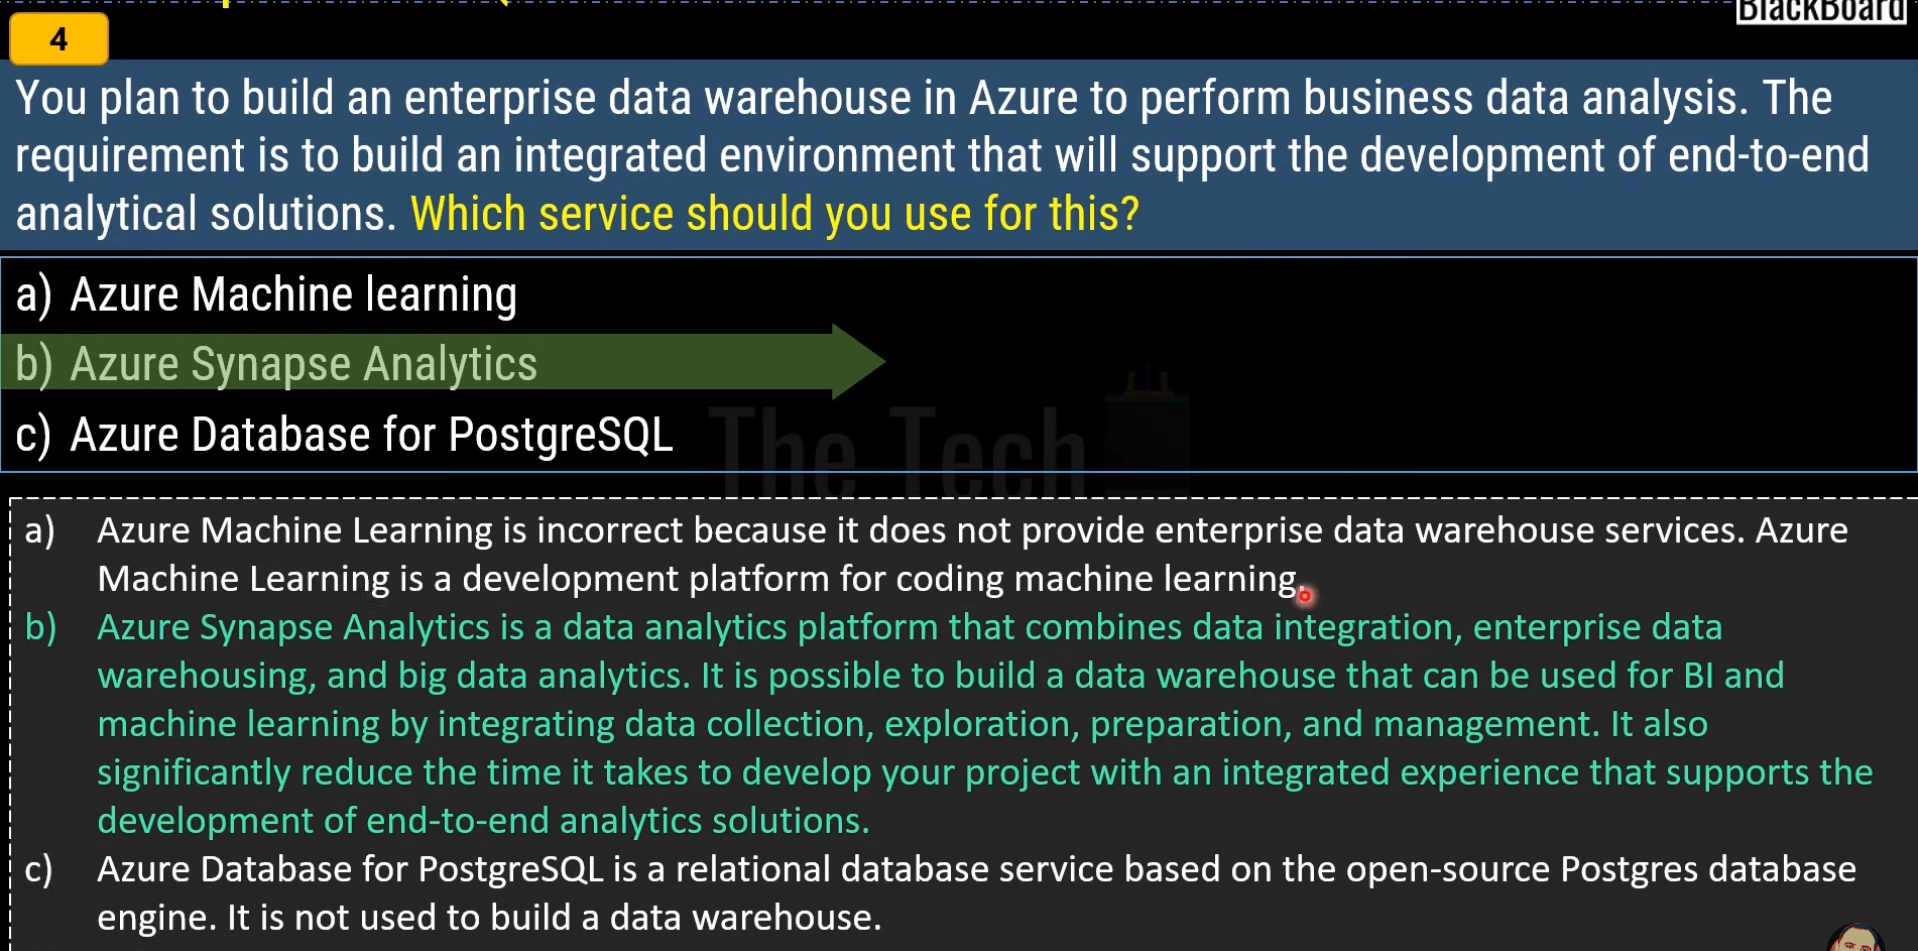 BlackBoard
4
You plan to build an enterprise data warehouse in Azure to perform business data analysis. The
requirement is to build an integrated environment that will support the development of end-to-end
analytical solutions. Which service should you use for this?
a) Azure Machine learning
b) Azure Synapse Analytics
c) Azure Database for PostgreSQL
The Tech
a) Azure Machine Learning is incorrect because it does not provide enterprise data warehouse services. Azure
Machine Learning is a development platform for coding machine learning.
b) Azure Synapse Analytics is a data analytics platform that combines data integration, enterprise data
warehousing, and big data analytics. It is possible to build a data warehouse that can be used for BI and
machine learning by integrating data collection, exploration, preparation, and management. It also
significantly reduce the time it takes to develop your project with an integrated experience that supports the
development of end-to-end analytics solutions.
c) Azure Database for PostgreSQL is a relational database service based on the open-source Postgres database
engine. It is not used to build a data warehouse.